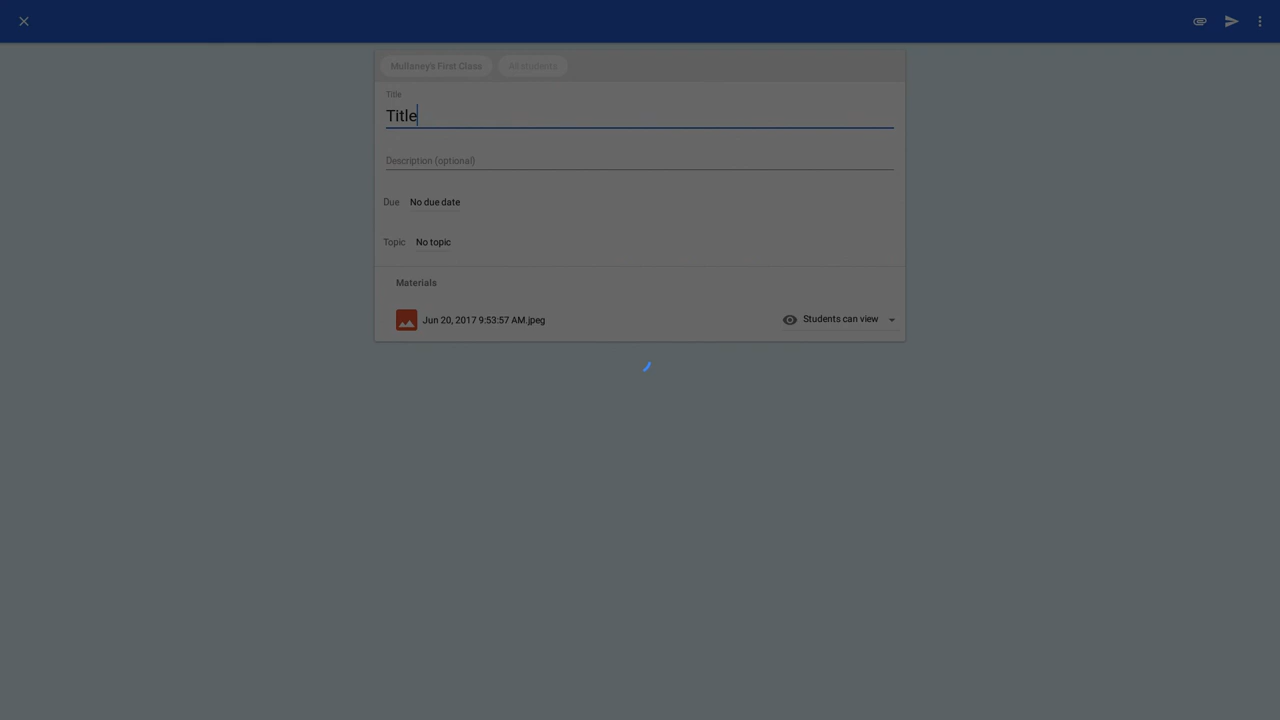 Mullaney's First Class All students
Title
Title
Description (optional)
Due No due date
Topic No topic
Materials
Jun 20, 2017 9:53:57 AM.jpeg Students can view